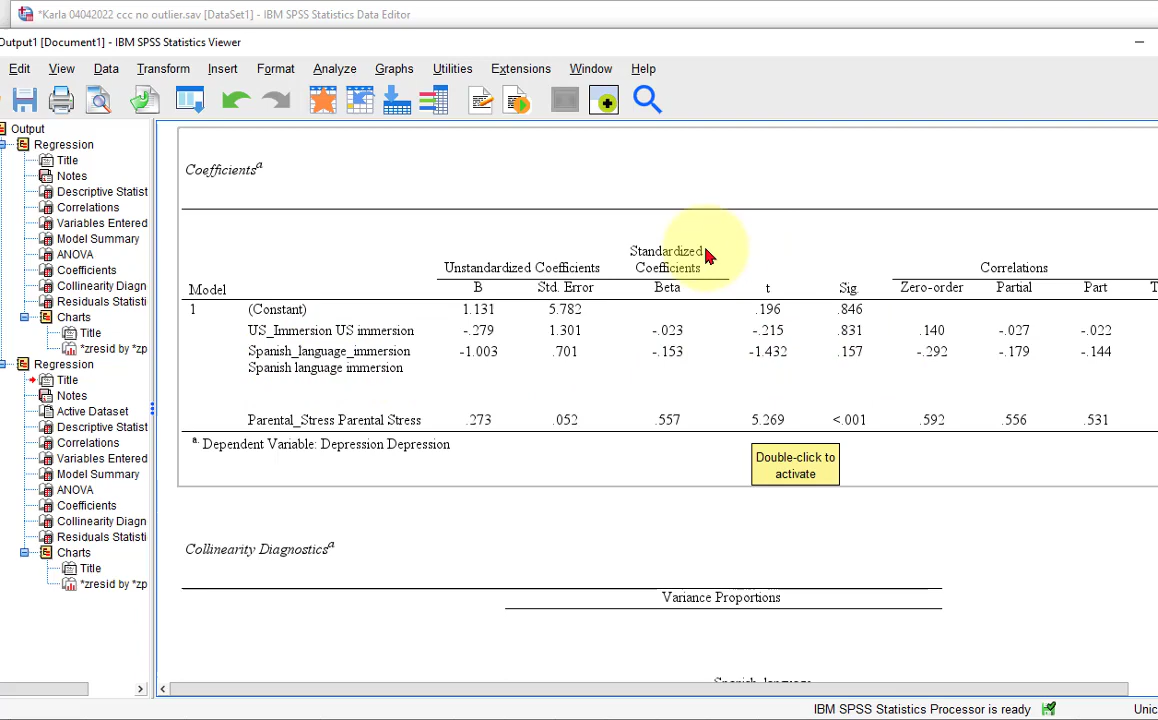 *Karla 04042022 ccc no outlier.sav [DataSet1] - IBM SPSS Statistics Data Editor
Output1 [Document1] - IBM SPSS Statistics Viewer
Edit View Data Transform Insert Format Analyze Graphs Utilities Extensions Window Help
Output
Regression
Title
Notes
Descriptive Statist
Correlations
Variables Entered
Model Summary
ANOVA
Coefficients
Collinearity Diagn
Residuals Statisti
Charts
Title
*zresid by *zp
Regression
Title
Notes
Active Dataset
Descriptive Statist
Correlations
Variables Entered
Model Summary
ANOVA
Coefficients
Collinearity Diagn
Residuals Statisti
Charts
Title
*zresid by *zp
Coefficientsa
Standardized
Unstandardized Coefficients Coefficients Correlations
Model B Std. Error Beta t Sig. Zero-order Partial Part T
1 (Constant) 1.131 5.782 .196 .846
US_Immersion US immersion -.279 1.301 -.023 -.215 .831 .140 -.027 -.022
Spanish_language_immersion -1.003 .701 -.153 -1.432 .157 -.292 -.179 -.144
Spanish language immersion
Parental_Stress Parental Stress .273 .052 .557 5.269 <.001 .592 .556 .531
a. Dependent Variable: Depression Depression
Double-click to
activate
Collinearity Diagnosticsa
Variance Proportions
Spanish_language_
IBM SPSS Statistics Processor is ready Unic